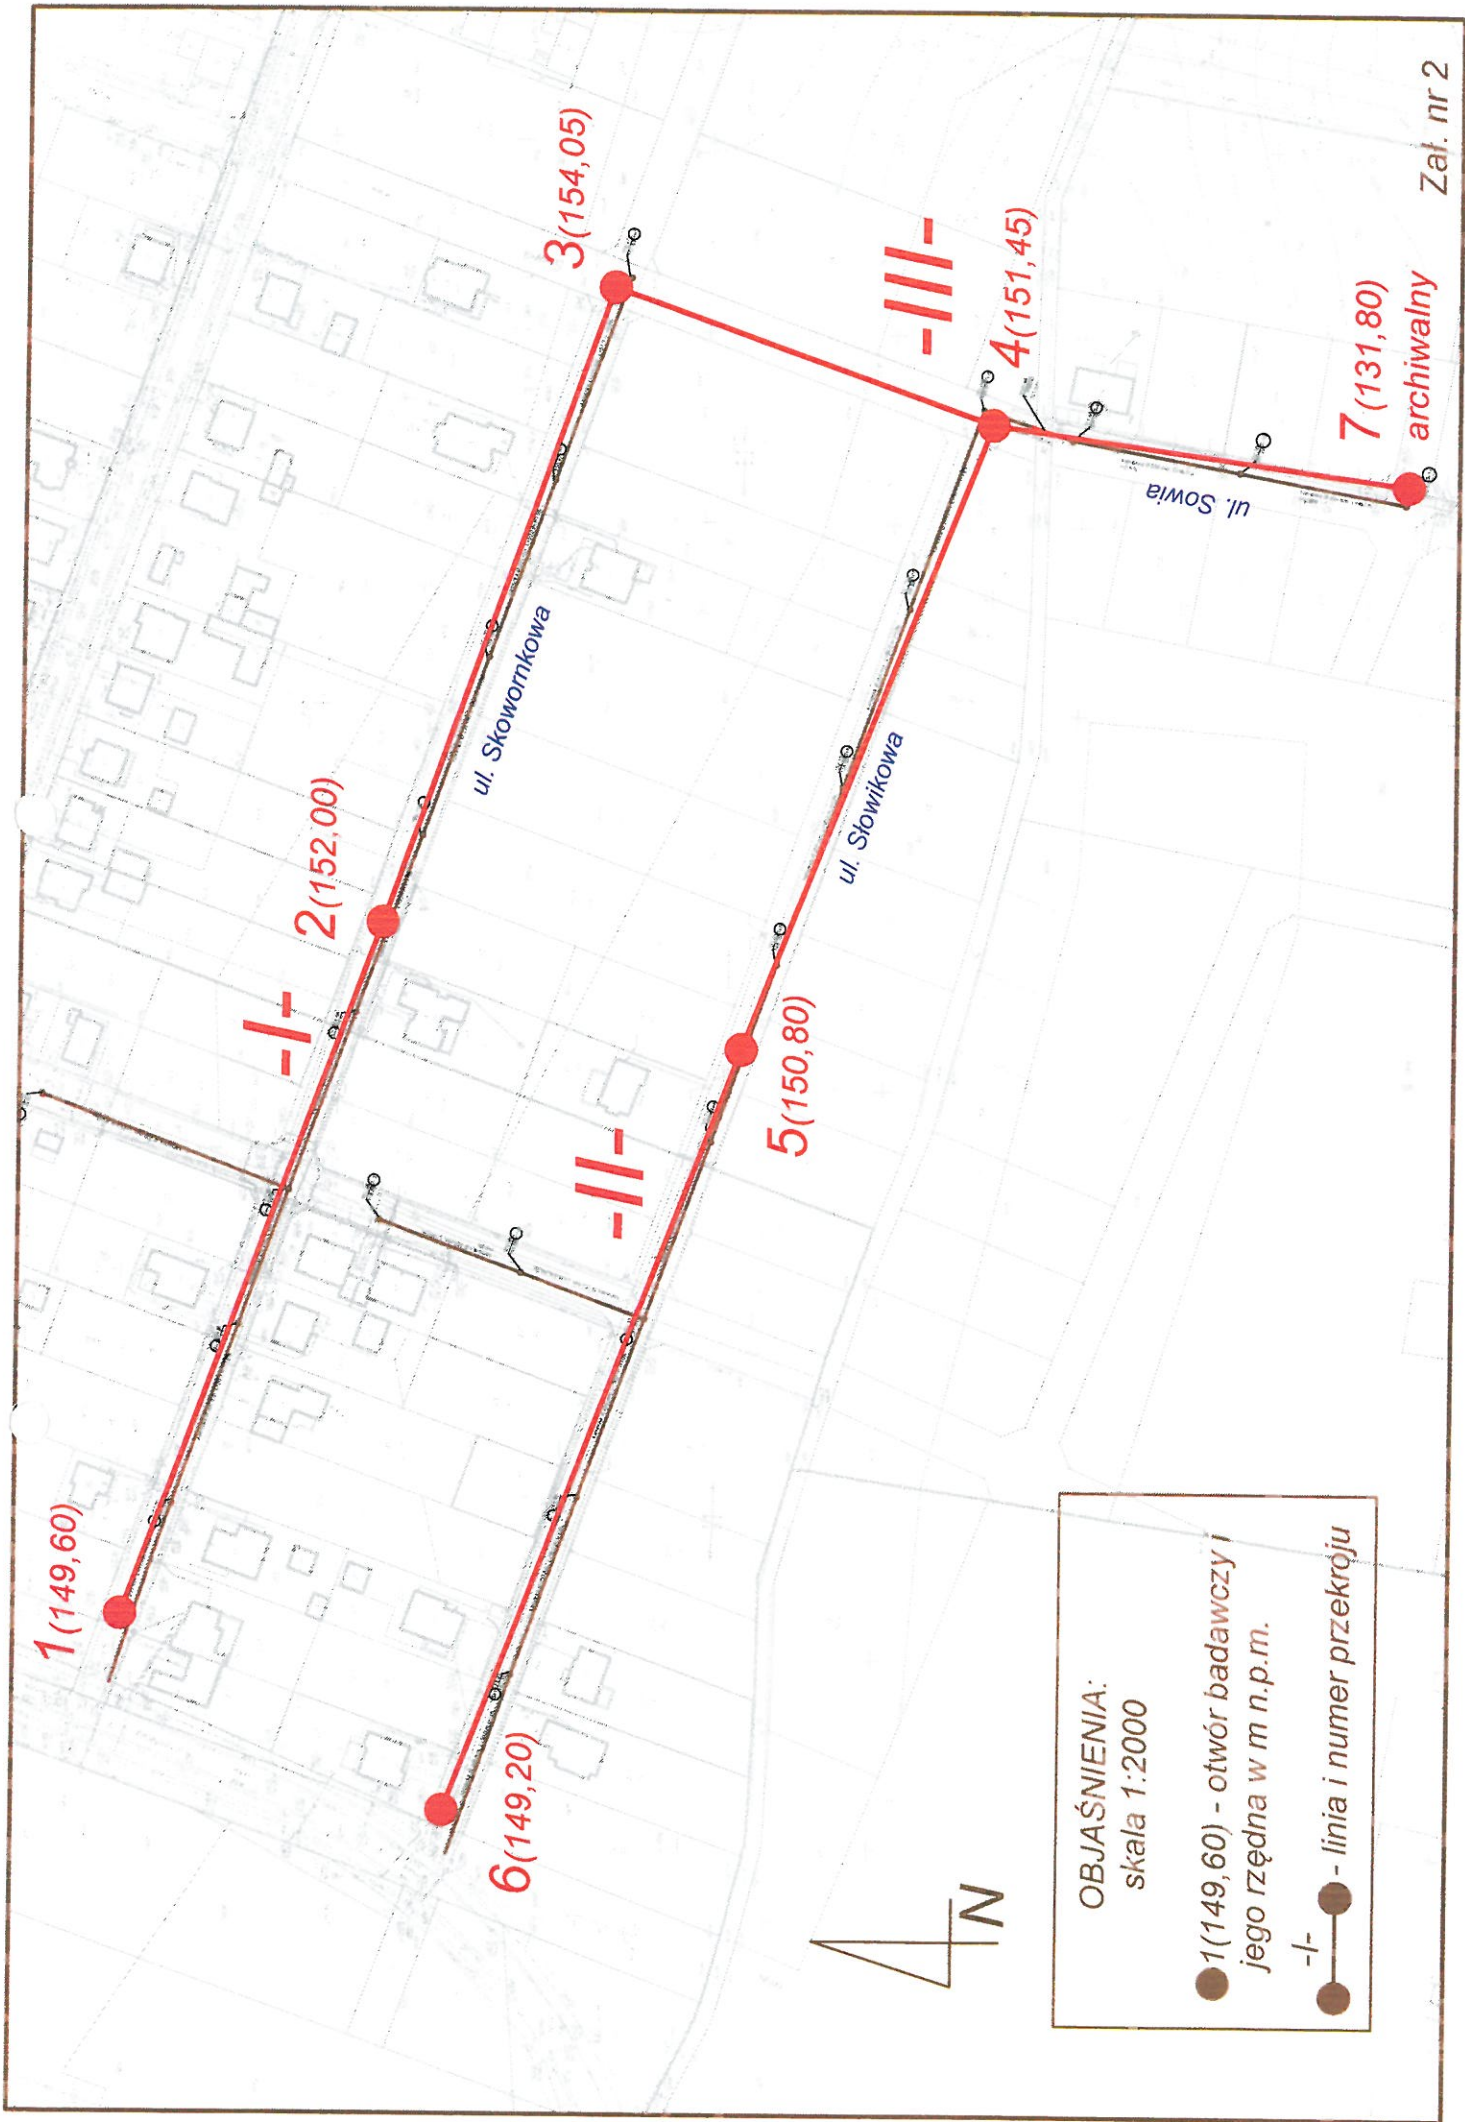 1(149,60)
2(152,00)
3(154,05)
-I-
ul. Skowornkowa
-II-
-III-
6(149,20)
5(150,80)
4(151,45)
ul. Słowikowa
ul. Sowia
7(131,80)
archiwalny
N
OBJAŚNIENIA:
skala 1:2000
1(149,60) - otwór badawczy i
jego rzędna w m n.p.m.
-I-
- linia i numer przekroju
Zał. nr 2